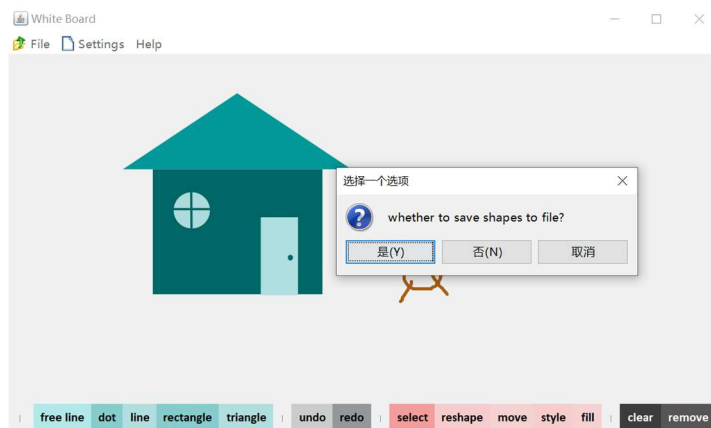 White Board
File Settings Help
选择一个选项
whether to save shapes to file?
是(Y) 否(N) 取消
free line dot line rectangle triangle undo redo select reshape move style fill clear remove